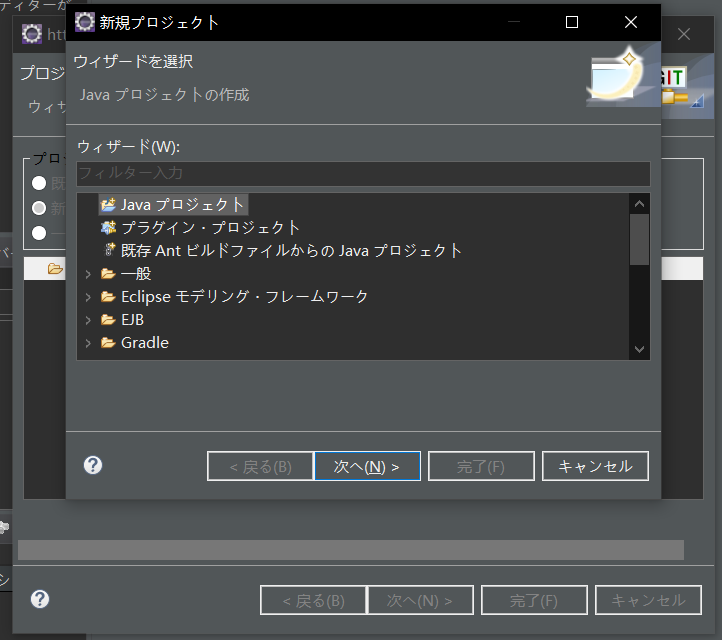 ディターが
新規プロジェクト
htt
ウィザードを選択
プロジ
Java プロジェクトの作成
GIT
ウィザ
ウィザード(W):
プロジ
フィルター入力
既
Java プロジェクト
新
プラグイン・プロジェクト
一
既存 Ant ビルドファイルからの Java プロジェクト
一般
Eclipse モデリング・フレームワーク
EJB
Gradle
< 戻る(B)
次へ(N) >
完了(F)
キャンセル
< 戻る(B)
次へ(N) >
完了(F)
キャンセル